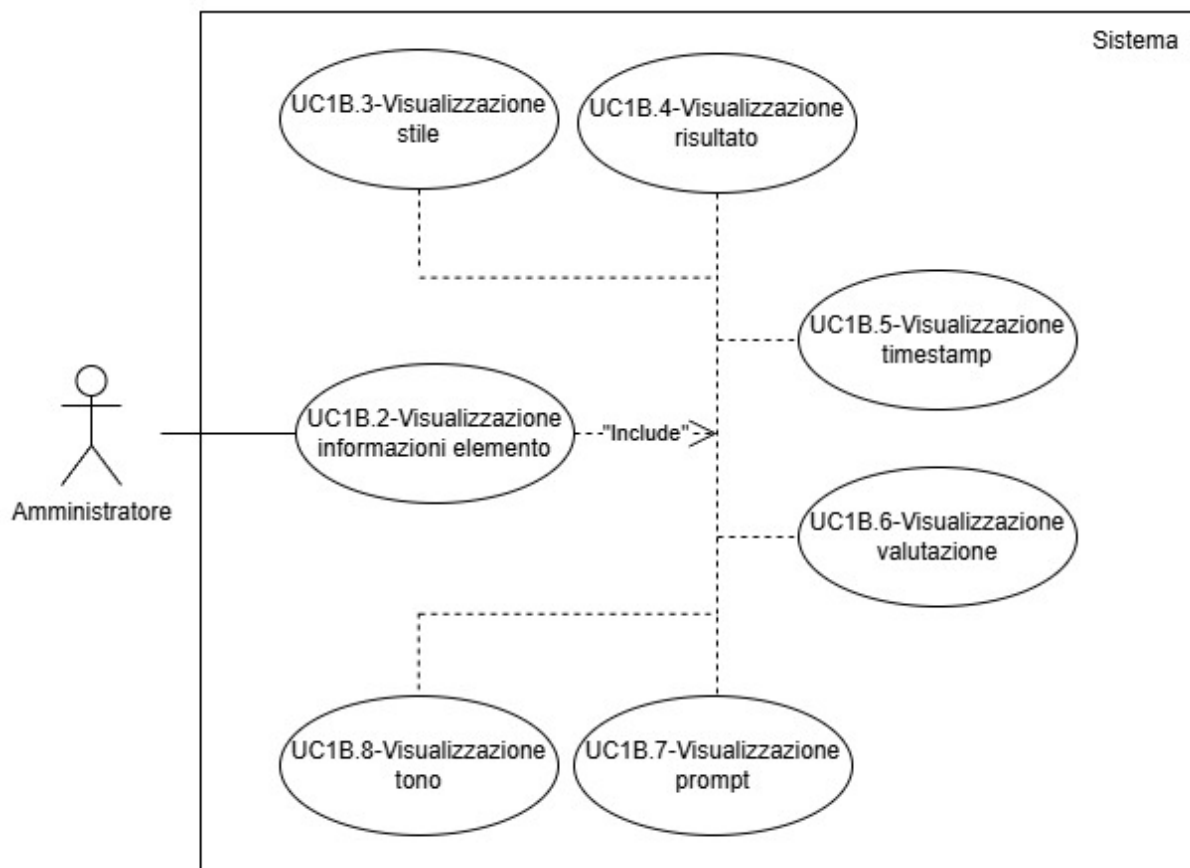 Sistema
UC1B.3-Visualizzazione
stile
UC1B.4-Visualizzazione
risultato
UC1B.5-Visualizzazione
timestamp
UC1B.2-Visualizzazione
informazioni elemento
"Include"
Amministratore
UC1B.6-Visualizzazione
valutazione
UC1B.8-Visualizzazione
tono
UC1B.7-Visualizzazione
prompt